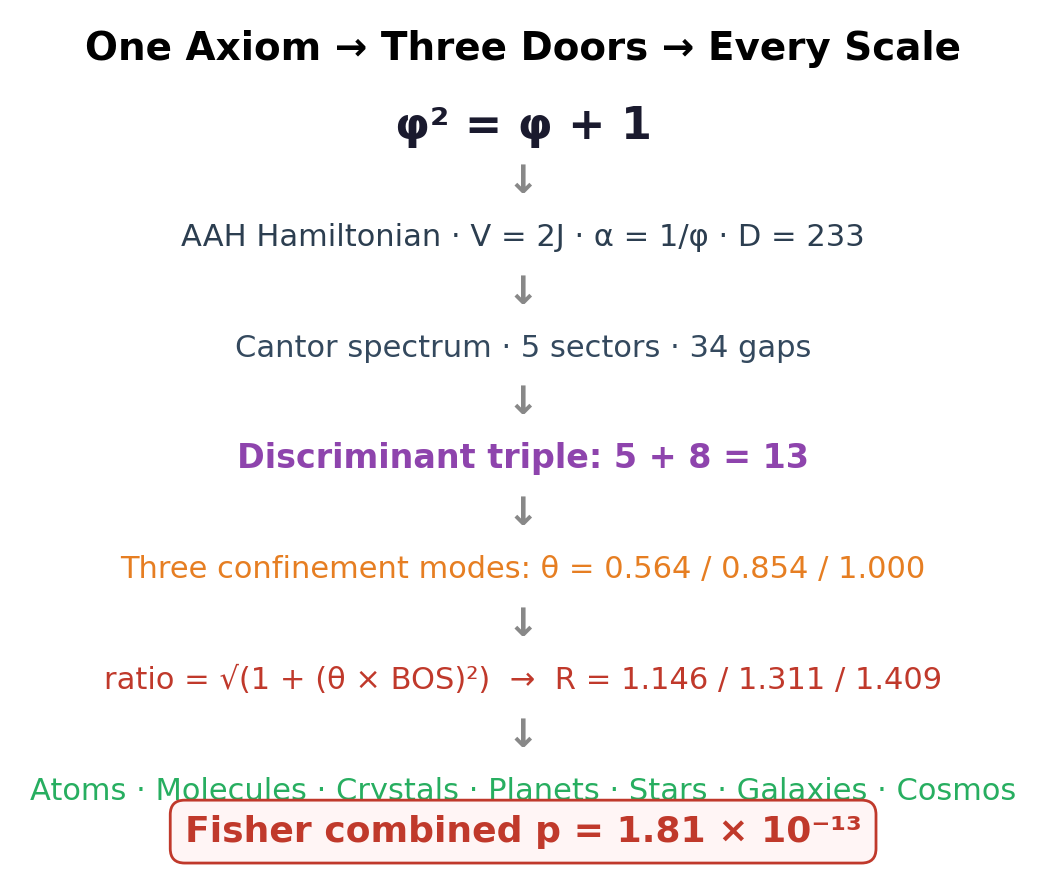 One Axiom → Three Doors → Every Scale
φ² = φ + 1
↓
AAH Hamiltonian · V = 2J · α = 1/φ · D = 233
↓
Cantor spectrum · 5 sectors · 34 gaps
↓
Discriminant triple: 5 + 8 = 13
↓
Three confinement modes: θ = 0.564 / 0.854 / 1.000
↓
ratio = √(1 + (θ × BOS)²) → R = 1.146 / 1.311 / 1.409
↓
Atoms · Molecules · Crystals · Planets · Stars · Galaxies · Cosmos
Fisher combined p = 1.81 × 10⁻¹³